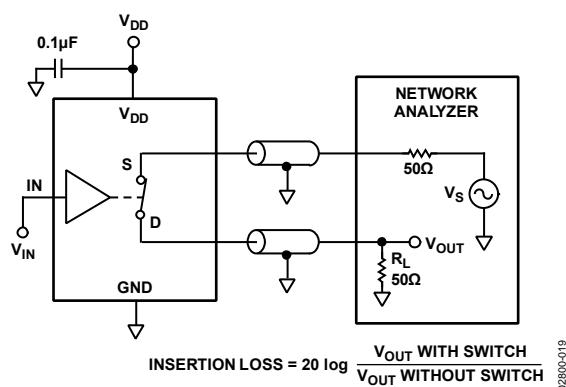 VDD
0.1µF
VDD
NETWORK
ANALYZER
S
50Ω
VS
IN
D
VIN
VOUT
RL
50Ω
GND
INSERTION LOSS = 20 log VOUT WITH SWITCH
VOUT WITHOUT SWITCH
02800-019